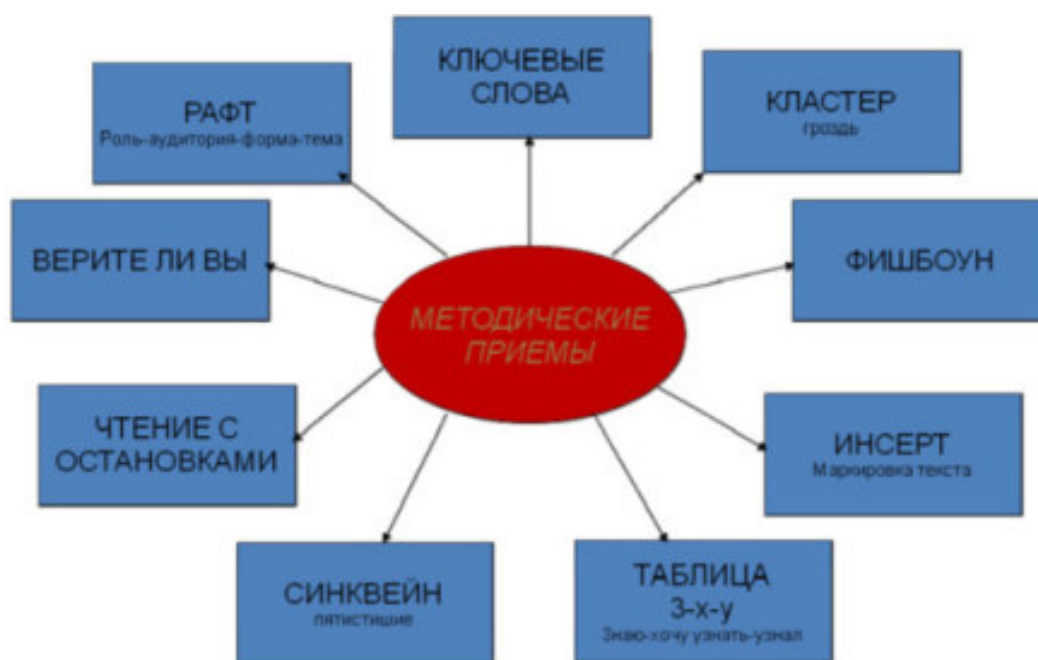 КЛЮЧЕВЫЕ
СЛОВА
РАФТ
Роль-аудитория-форма-тема
КЛАСТЕР
гроздь
ВЕРИТЕ ЛИ ВЫ
ФИШБОУН
МЕТОДИЧЕСКИЕ
ПРИЕМЫ
ЧТЕНИЕ С
ОСТАНОВКАМИ
ИНСЕРТ
Маркировка текста
СИНКВЕЙН
пятистишие
ТАБЛИЦА
З-х-у
Знаю-хочу узнать-узнал